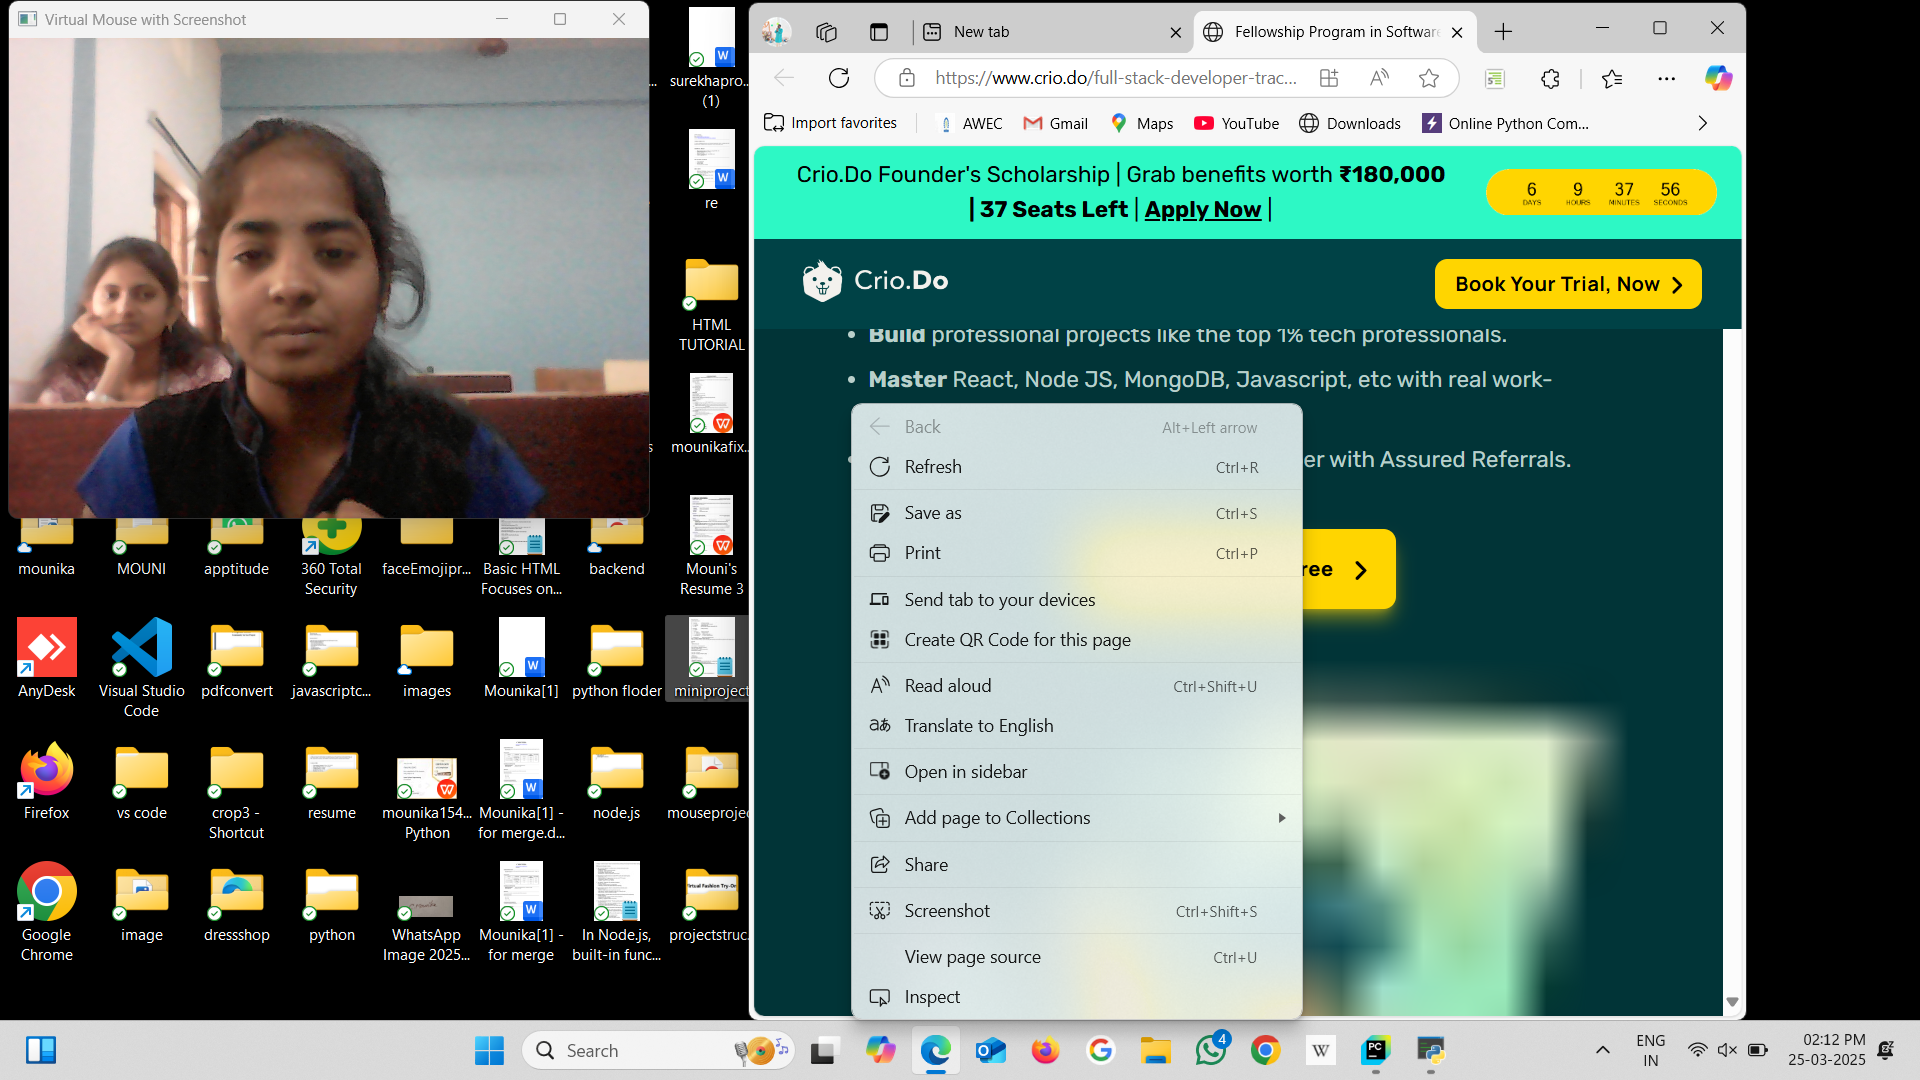 Virtual Mouse with Screenshot
surekhapro...
(1)
re
HTML
TUTORIAL
mounikafix...
Mouni's
Resume 3
mounika
MOUNI
apptitude
360 Total
Security
faceEmojipr...
Basic HTML
Focuses on...
backend
AnyDesk
Visual Studio
Code
pdfconvert
javascriptc...
images
Mounika[1]
python floder
miniproject
Firefox
vs code
crop3 -
Shortcut
resume
mounika154...
Python
Mounika[1] -
for merge.d...
node.js
mouseprojec
Google
Chrome
image
dressshop
python
WhatsApp
Image 2025...
Mounika[1] -
for merge
In Node.js,
built-in func...
projectstruc...
New tab
Fellowship Program in Software
https://www.crio.do/full-stack-developer-trac...
Import favorites
AWEC
Gmail
Maps
YouTube
Downloads
Online Python Com...
Crio.Do Founder's Scholarship | Grab benefits worth ₹180,000
| 37 Seats Left | Apply Now |
6 9 37 56
DAYS HOURS MINUTES SECONDS
Crio.Do
Book Your Trial, Now
Build professional projects like the top 1% tech professionals.
Master React, Node JS, MongoDB, Javascript, etc with real work-
er with Assured Referrals.
ree
Back Alt+Left arrow
Refresh Ctrl+R
Save as Ctrl+S
Print Ctrl+P
Send tab to your devices
Create QR Code for this page
Read aloud Ctrl+Shift+U
Translate to English
Open in sidebar
Add page to Collections
Share
Screenshot Ctrl+Shift+S
View page source Ctrl+U
Inspect
Search
4
ENG
IN
02:12 PM
25-03-2025